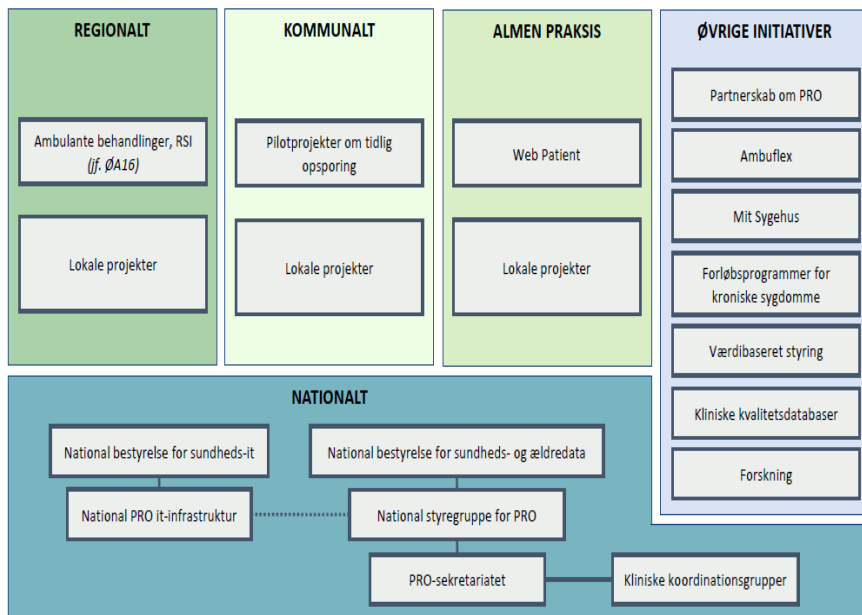 REGIONALT
Ambulante behandlinger, RSI
(jf. ØA16)
Lokale projekter
KOMMUNALT
Pilotprojekter om tidlig
opsporing
Lokale projekter
ALMEN PRAKSIS
Web Patient
Lokale projekter
ØVRIGE INITIATIVER
Partnerskab om PRO
Ambuflex
Mit Sygehus
Forløbsprogrammer for
kroniske sygdomme
Værdibaseret styring
Kliniske kvalitetsdatabaser
Forskning
NATIONALT
National bestyrelse for sundheds-it
National bestyrelse for sundheds- og ældredata
National PRO it-infrastruktur
National styregruppe for PRO
PRO-sekretariatet
Kliniske koordinationsgrupper